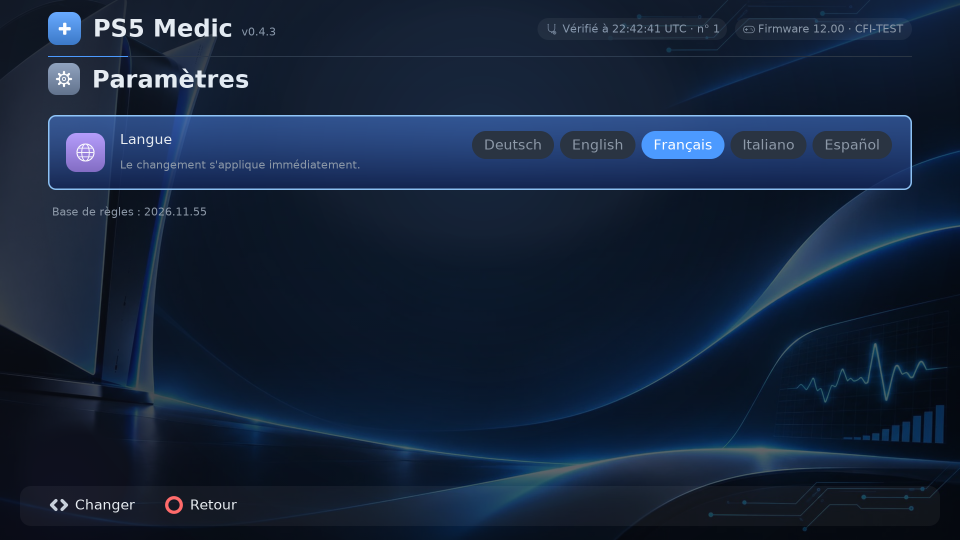 PS5 Medic v0.4.3
Vérifié à 22:42:41 UTC · n° 1
Firmware 12.00 · CFI-TEST
Paramètres
Langue
Le changement s'applique immédiatement.
Deutsch English Français Italiano Español
Base de règles : 2026.11.55
Changer Retour